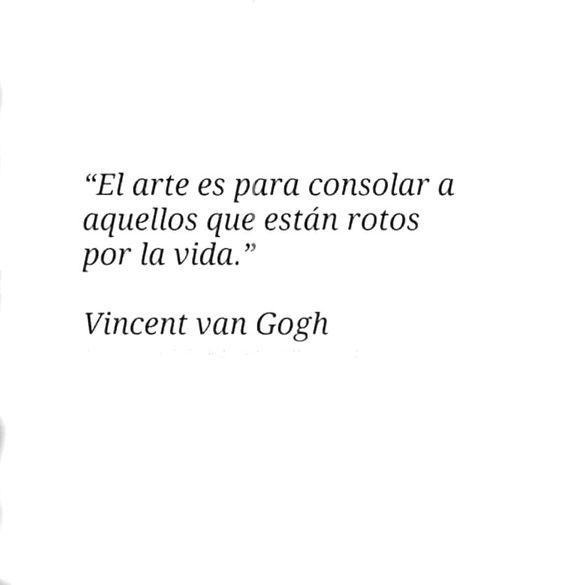 “El arte es para consolar a
aquellos que están rotos
por la vida.”
Vincent van Gogh